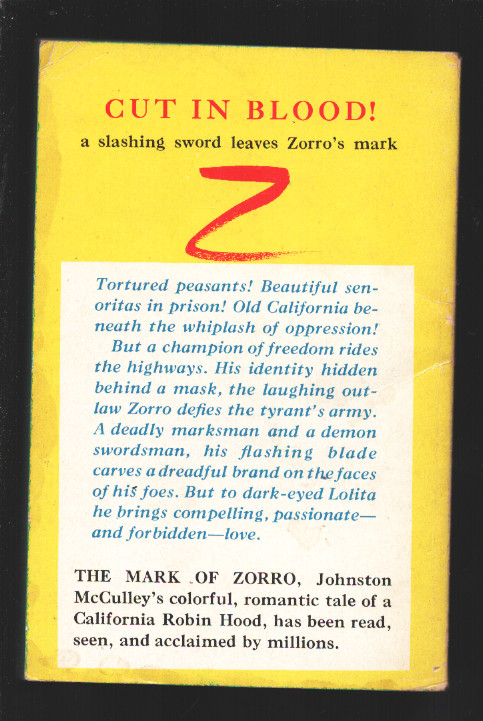 CUT IN BLOOD!
a slashing sword leaves Zorro's mark
Z
Tortured peasants! Beautiful sen-
oritas in prison! Old California be-
neath the whiplash of oppression!
But a champion of freedom rides
the highways. His identity hidden
behind a mask, the laughing out-
law Zorro defies the tyrant's army.
A deadly marksman and a demon
swordsman, his flashing blade
carves a dreadful brand on the faces
of his foes. But to dark-eyed Lolita
he brings compelling, passionate—
and forbidden—love.
THE MARK OF ZORRO, Johnston
McCulley's colorful, romantic tale of a
California Robin Hood, has been read,
seen, and acclaimed by millions.